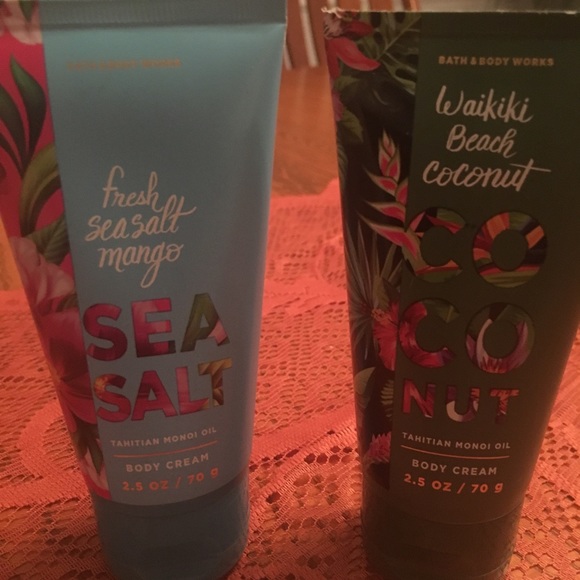 fresh
sea salt
mango
SEA
SALT
TAHITIAN MONOI OIL
BODY CREAM
2.5 OZ / 70 g
BATH & BODY WORKS
Waikiki
Beach
coconut
CO
CO
NUT
TAHITIAN MONOI OIL
BODY CREAM
2.5 OZ / 70 g